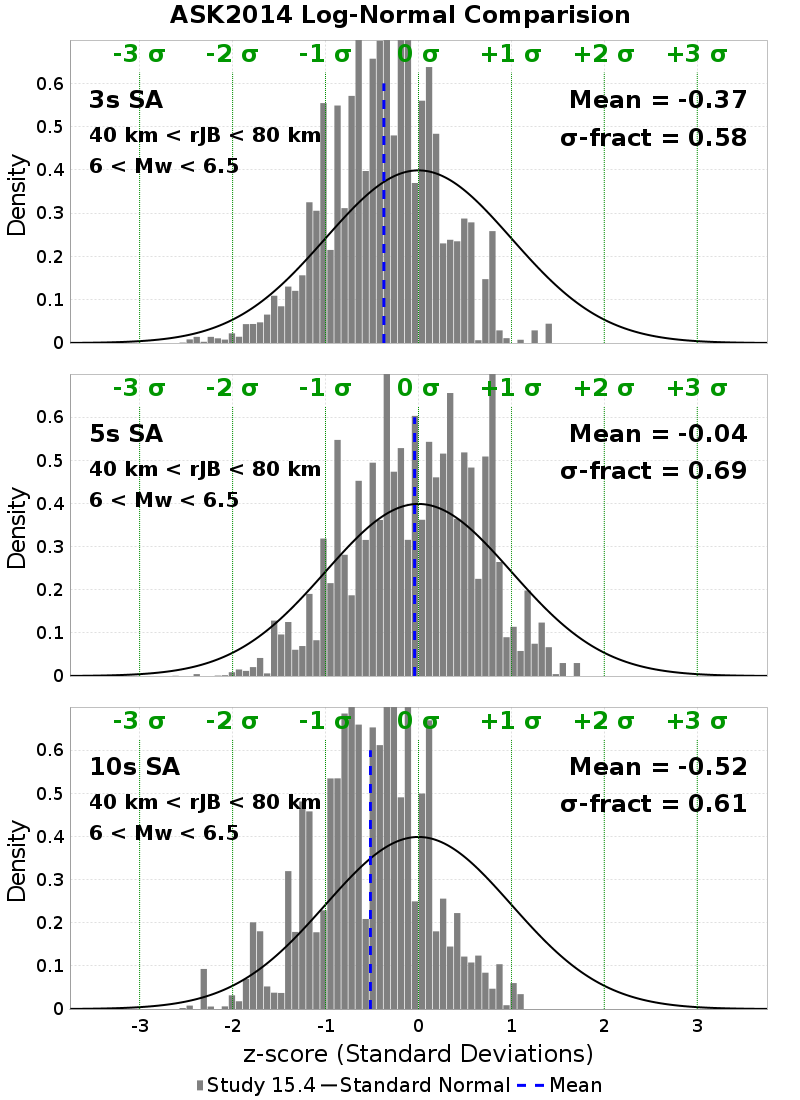 ASK2014 Log-Normal Comparision
-3 σ -2 σ -1 σ 0 σ +1 σ +2 σ +3 σ
3s SA
Mean = -0.37
40 km < rJB < 80 km
σ-fract = 0.58
6 < Mw < 6.5
Density
0.6
0.5
0.4
0.3
0.2
0.1
0
-3 σ -2 σ -1 σ 0 σ +1 σ +2 σ +3 σ
5s SA
Mean = -0.04
40 km < rJB < 80 km
σ-fract = 0.69
6 < Mw < 6.5
Density
0.6
0.5
0.4
0.3
0.2
0.1
0
-3 σ -2 σ -1 σ 0 σ +1 σ +2 σ +3 σ
10s SA
Mean = -0.52
40 km < rJB < 80 km
σ-fract = 0.61
6 < Mw < 6.5
Density
0.6
0.5
0.4
0.3
0.2
0.1
0
-3 -2 -1 0 1 2 3
z-score (Standard Deviations)
Study 15.4 Standard Normal Mean